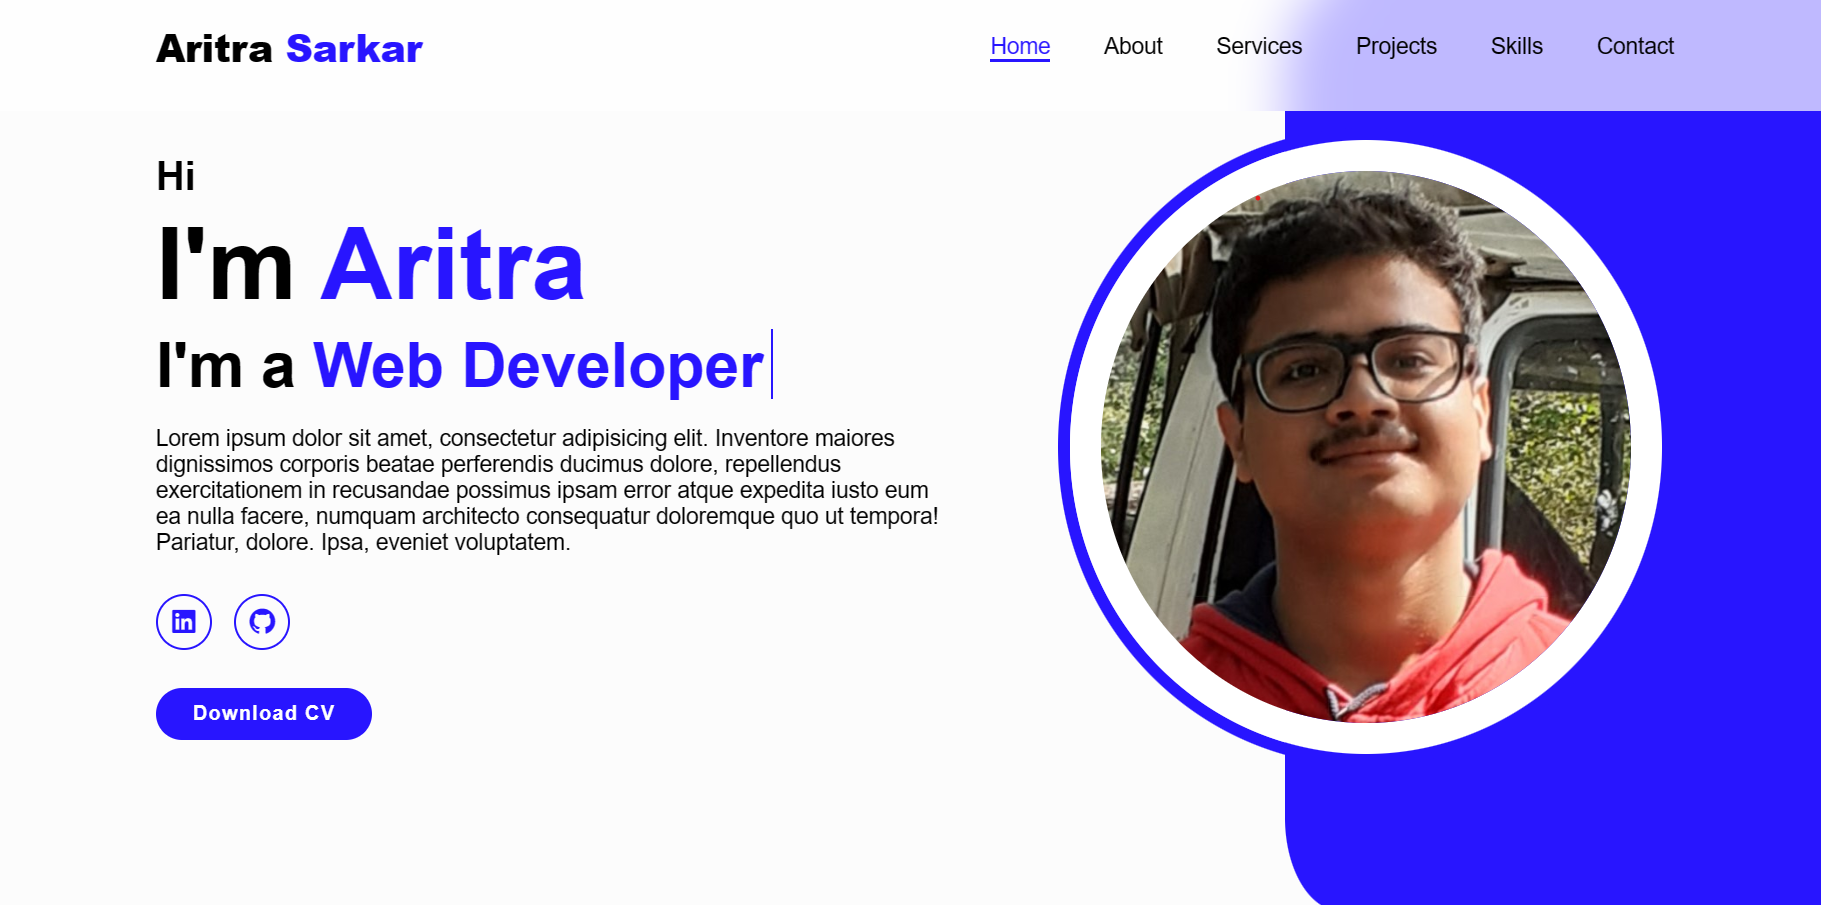 Aritra Sarkar
Home About Services Projects Skills Contact
Hi
I'm Aritra
I'm a Web Developer
Lorem ipsum dolor sit amet, consectetur adipisicing elit. Inventore maiores
dignissimos corporis beatae perferendis ducimus dolore, repellendus
exercitationem in recusandae possimus ipsam error atque expedita iusto eum
ea nulla facere, numquam architecto consequatur doloremque quo ut tempora!
Pariatur, dolore. Ipsa, eveniet voluptatem.
in
Download CV